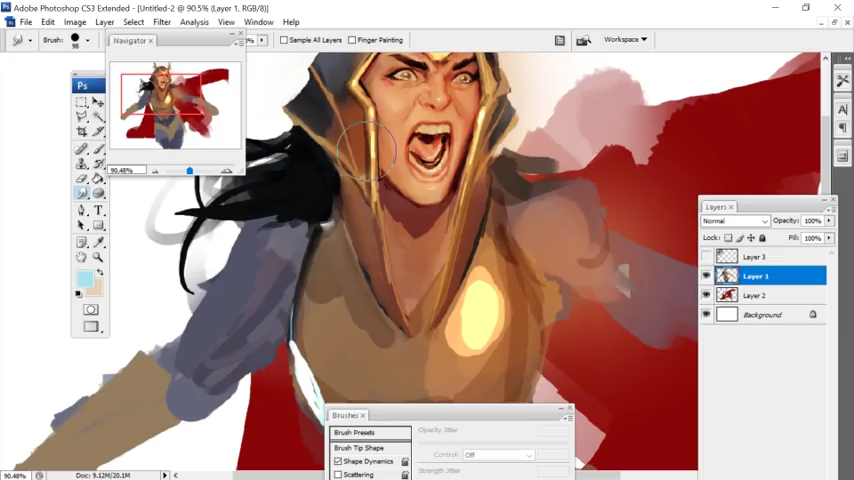 Adobe Photoshop CS3 Extended - [Untitled-2 @ 90.5% (Layer 1, RGB/8)]
File Edit Image Layer Select Filter Analysis View Window Help
Brush: 98 % Sample All Layers Finger Painting Workspace
Navigator
Ps
90.48%
Layers
Normal Opacity: 100%
Lock: Fill: 100%
Layer 3
Layer 1
Layer 2
Background
Brushes
Brush Presets
Brush Tip Shape
Shape Dynamics
Scattering
Opacity Jitter
Control: Off
Strength Jitter
90.48% Doc: 9.12M/20.1M